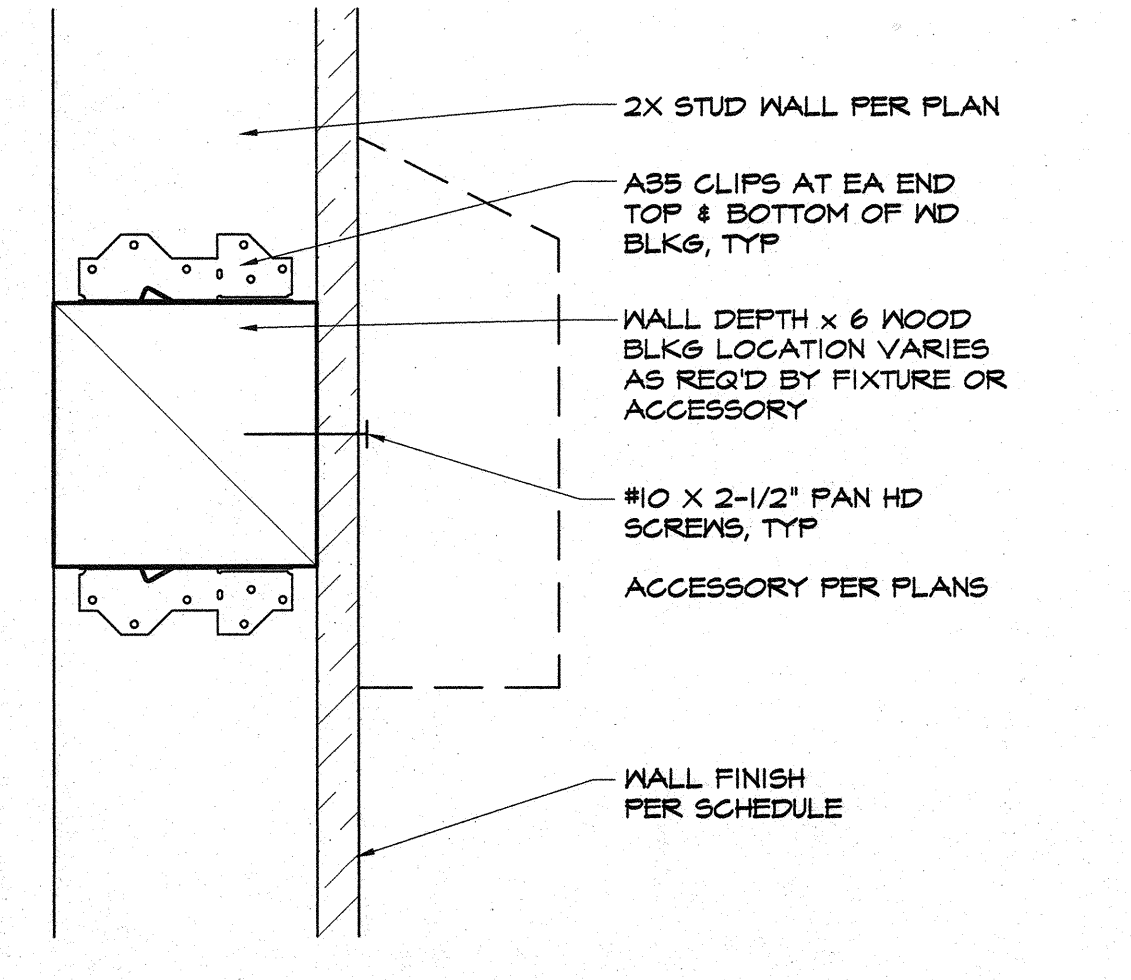 2X STUD WALL PER PLAN
A35 CLIPS AT EA END
TOP & BOTTOM OF WD
BLKG, TYP
WALL DEPTH x 6 WOOD
BLKG LOCATION VARIES
AS REQ'D BY FIXTURE OR
ACCESSORY
#10 X 2-1/2" PAN HD
SCREWS, TYP
ACCESSORY PER PLANS
WALL FINISH
PER SCHEDULE